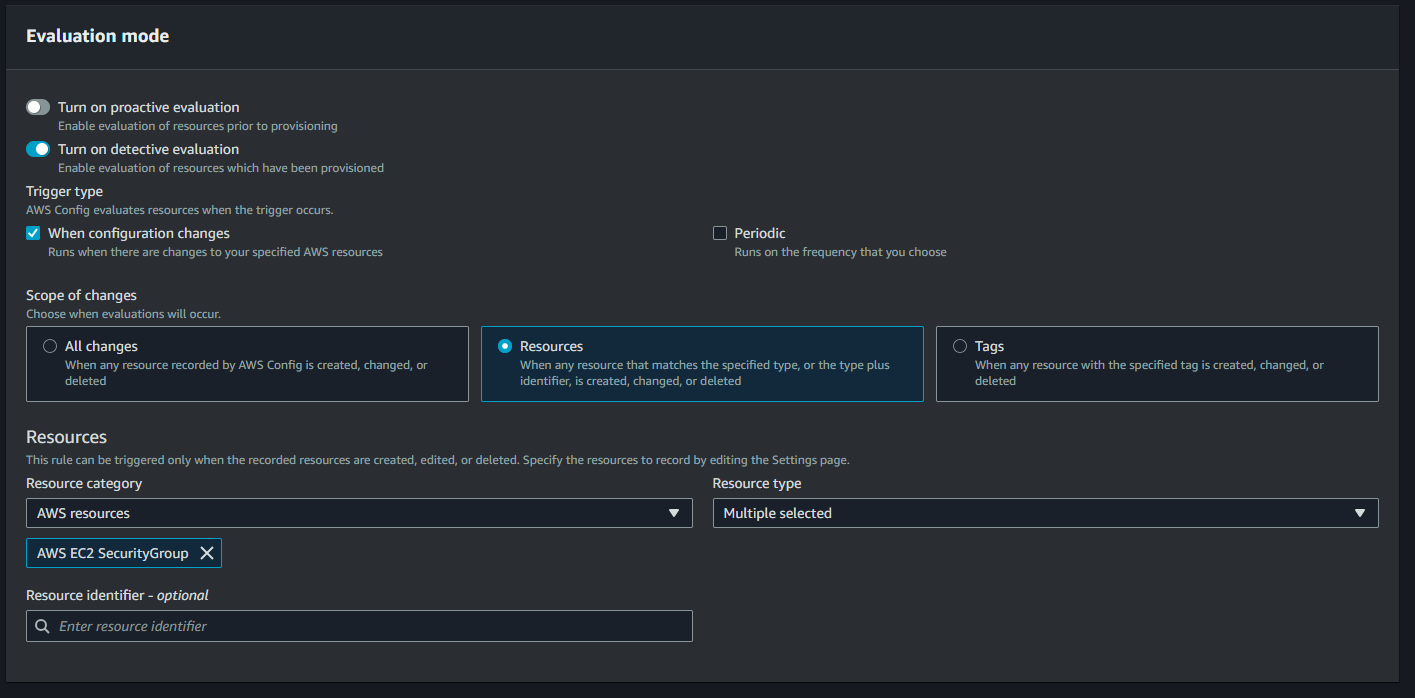 Evaluation mode
Turn on proactive evaluation
Enable evaluation of resources prior to provisioning
Turn on detective evaluation
Enable evaluation of resources which have been provisioned
Trigger type
AWS Config evaluates resources when the trigger occurs.
When configuration changes
Runs when there are changes to your specified AWS resources
Periodic
Runs on the frequency that you choose
Scope of changes
Choose when evaluations will occur.
All changes
When any resource recorded by AWS Config is created, changed, or
deleted
Resources
When any resource that matches the specified type, or the type plus
identifier, is created, changed, or deleted
Tags
When any resource with the specified tag is created, changed, or
deleted
Resources
This rule can be triggered only when the recorded resources are created, edited, or deleted. Specify the resources to record by editing the Settings page.
Resource category
AWS resources
Resource type
Multiple selected
AWS EC2 SecurityGroup
Resource identifier - optional
Enter resource identifier